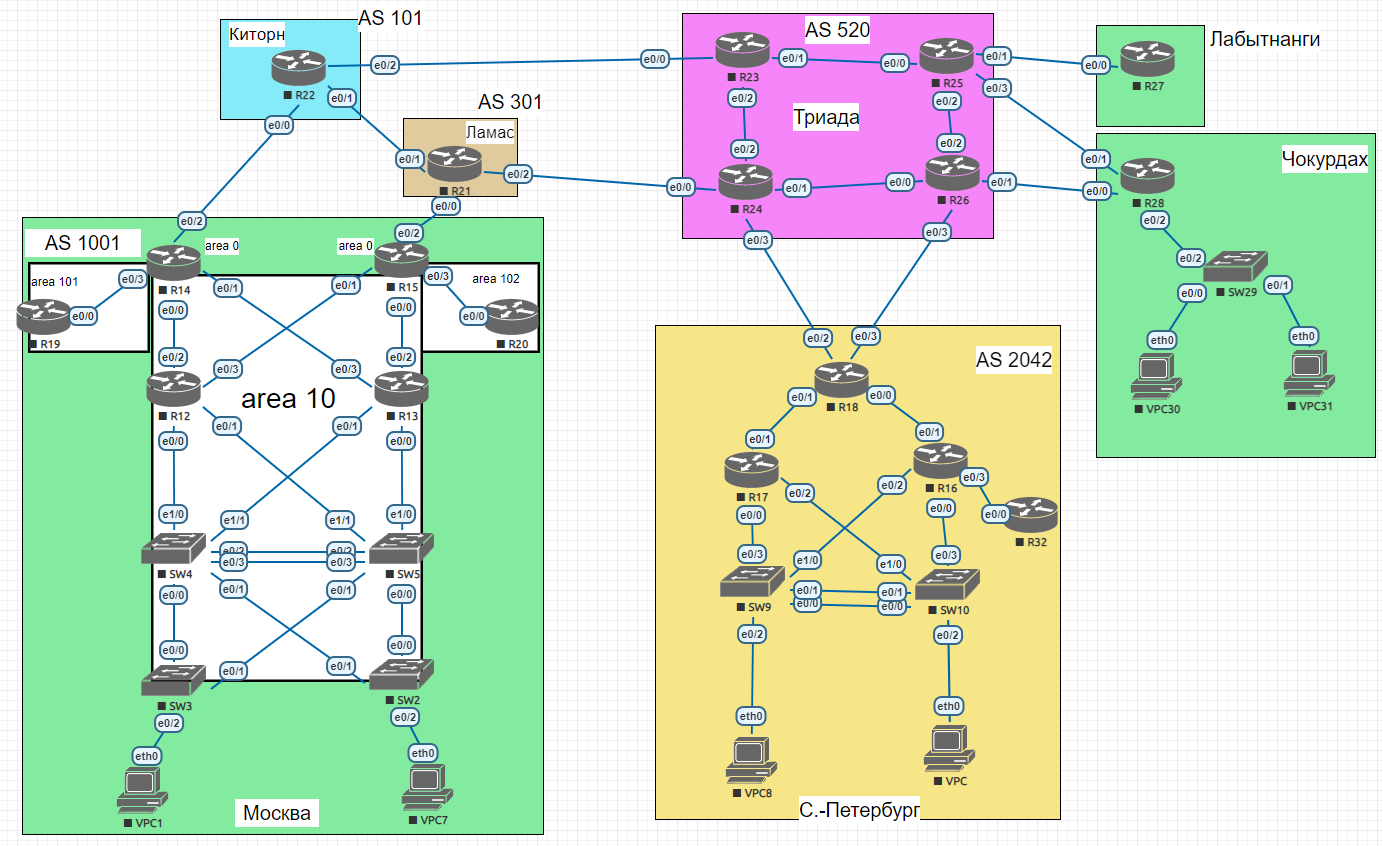 AS 101
Киторн
R22
e0/2
e0/1
e0/0
AS 301
Ламас
e0/1
R21
e0/2
e0/0
AS 520
e0/0
R23
e0/1
e0/2
e0/0
R25
e0/1
e0/3
e0/2
Триада
e0/2
e0/0
R24
e0/1
e0/3
e0/2
e0/0
R26
e0/1
e0/3
Лабытнанги
e0/0
R27
Чокурдах
e0/1
e0/0
R28
e0/2
e0/2
SW29
e0/0
e0/1
eth0
eth0
VPC30
VPC31
AS 1001
area 0
area 0
e0/2
e0/2
area 101
e0/3
e0/0
R19
R14
e0/0
e0/1
R15
e0/1
e0/0
e0/3
area 102
e0/0
R20
e0/2
e0/3
e0/3
e0/2
area 10
R12
R13
e0/0
e0/1
e0/1
e0/0
e1/0
e1/1
e1/1
e1/0
e0/2
e0/2
e0/3
e0/3
SW4
SW5
e0/0
e0/1
e0/1
e0/0
e0/0
e0/1
e0/1
e0/0
SW3
SW2
e0/2
e0/2
eth0
eth0
VPC1
VPC7
Москва
e0/2
e0/3
AS 2042
R18
e0/1
e0/0
e0/1
e0/1
R17
R16
e0/2
e0/2
e0/3
e0/0
e0/0
e0/0
R32
e0/3
e1/0
e1/0
e0/3
e0/1
e0/1
e0/0
e0/0
SW9
SW10
e0/2
e0/2
eth0
eth0
VPC8
VPC
С.-Петербург